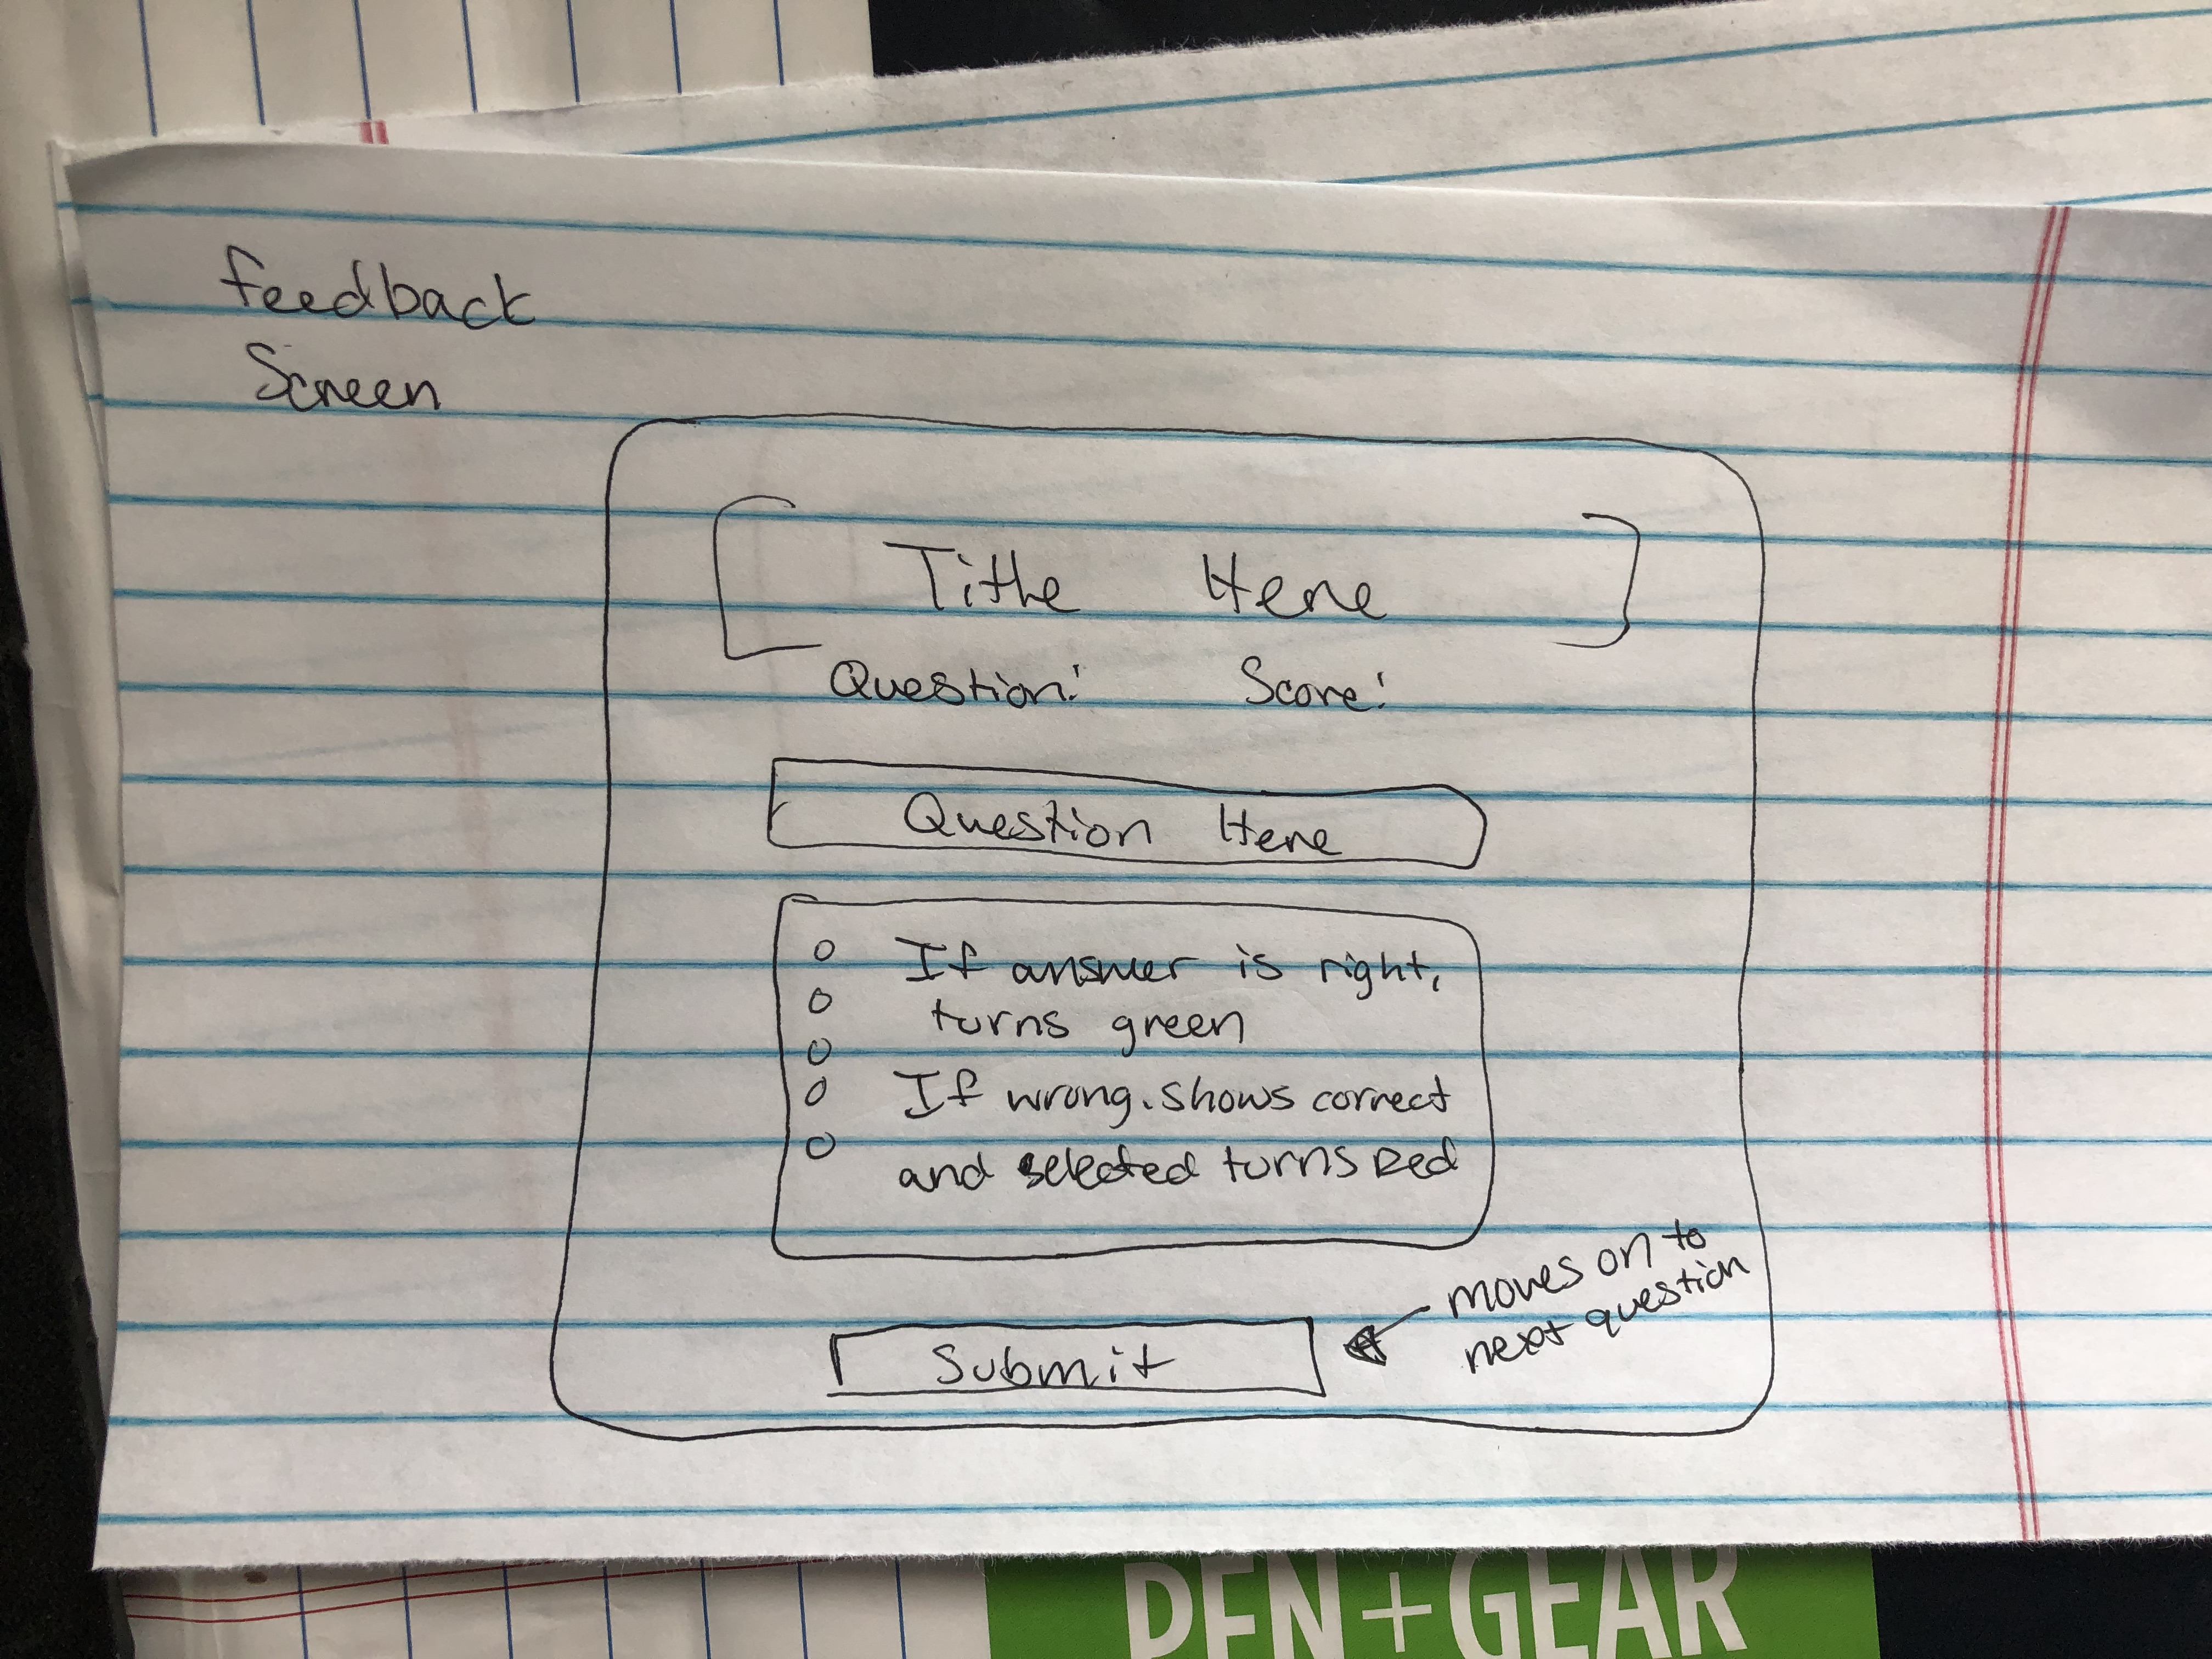 Feedback
Screen
Title Here
Question: Score:
Question Here
If answer is right,
turns green
If wrong. Shows correct
and selected turns Red
Submit
moves on to
next question
PEN+GEAR